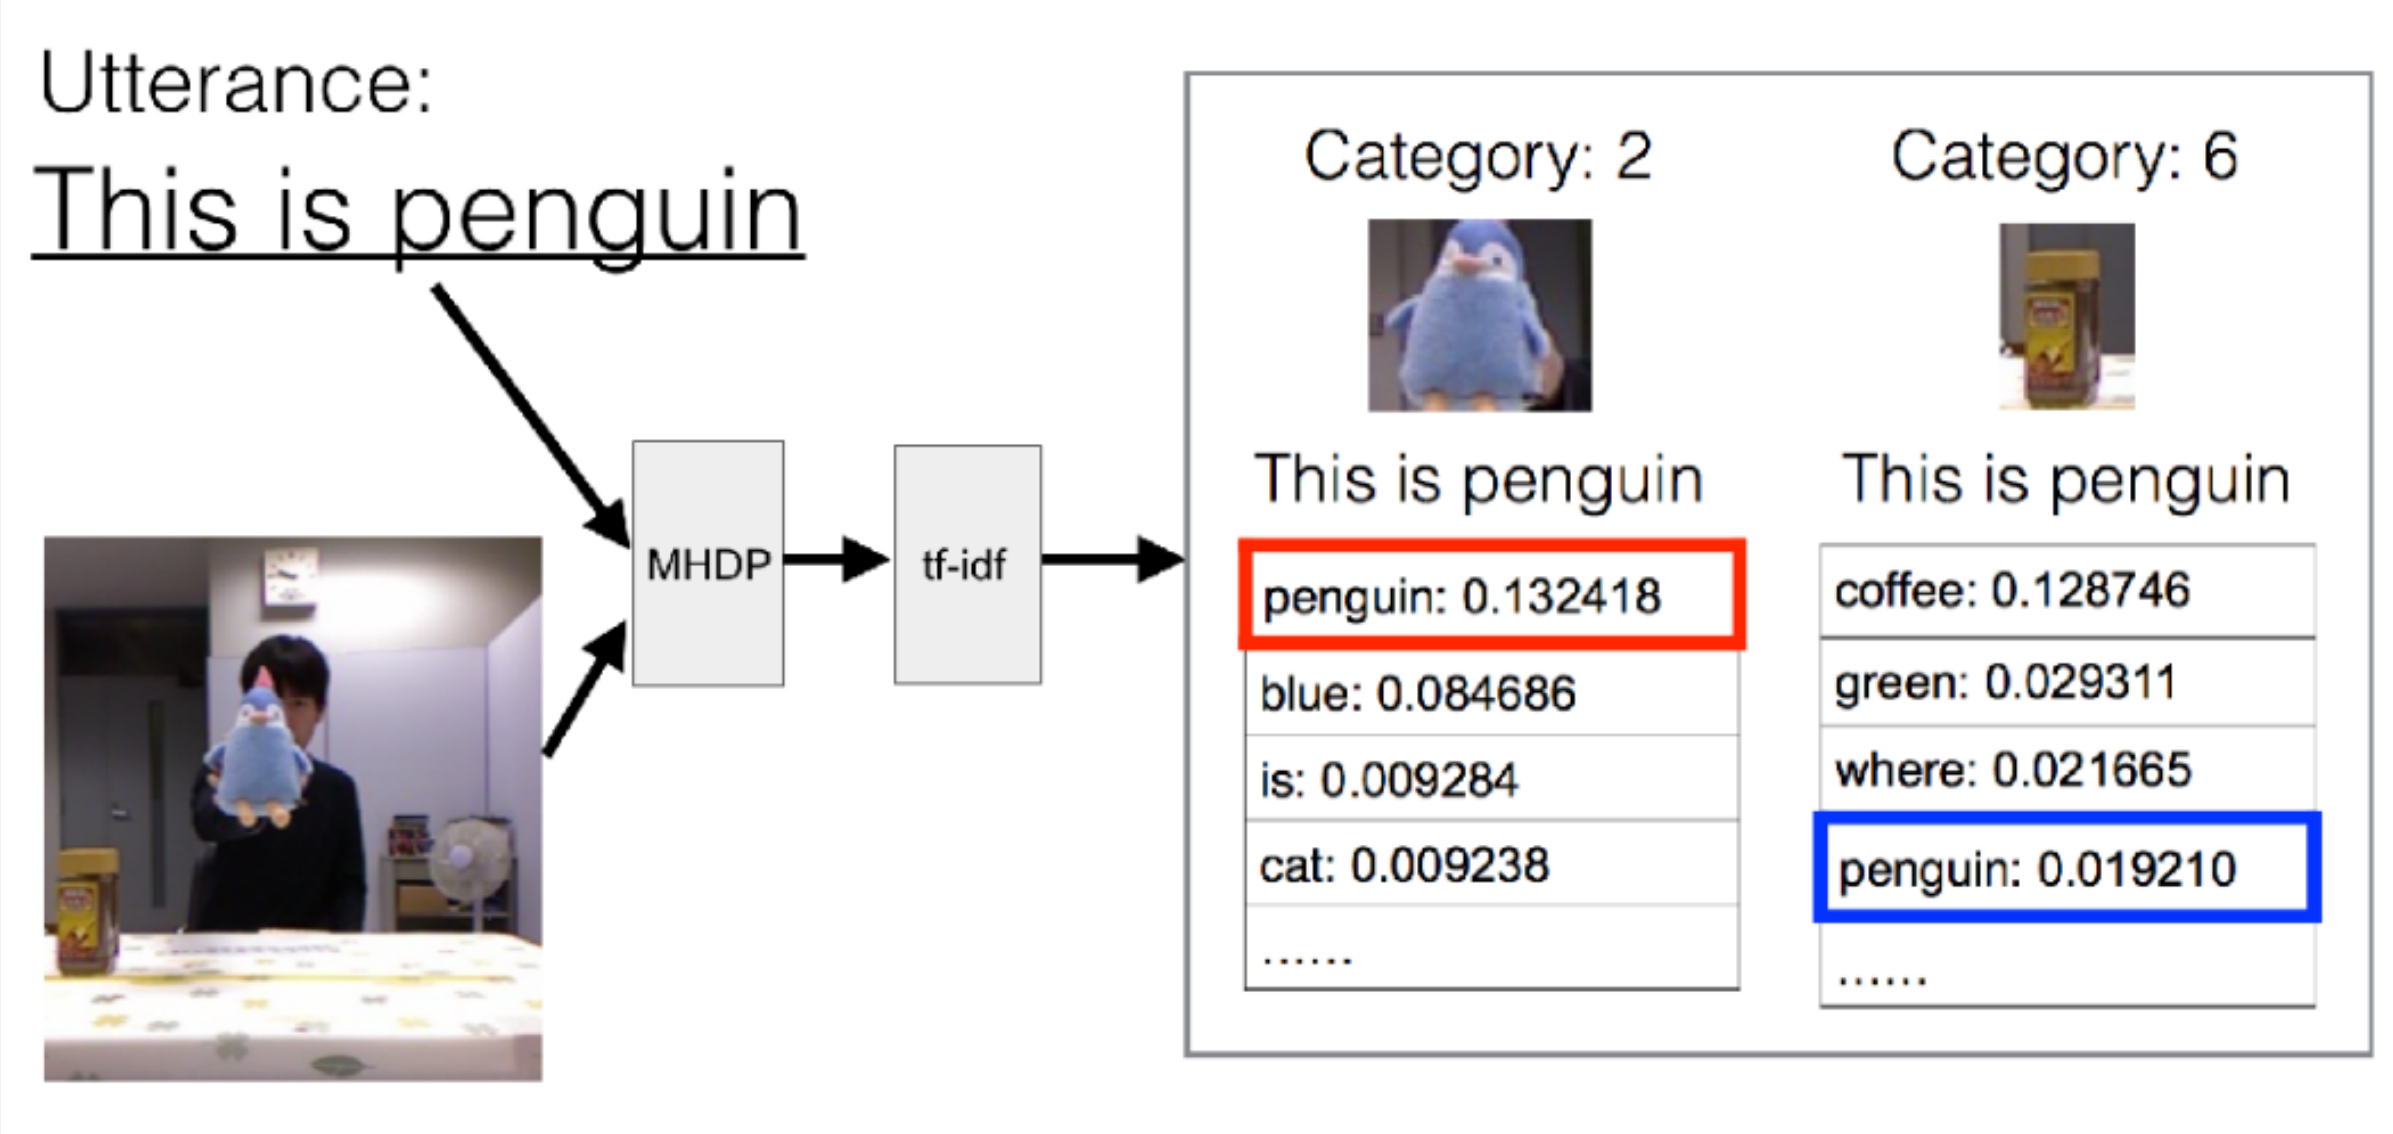 Utterance:
This is penguin
MHDP
tf-idf
Category: 2
This is penguin
penguin: 0.132418
blue: 0.084686
is: 0.009284
cat: 0.009238
......
Category: 6
This is penguin
coffee: 0.128746
green: 0.029311
where: 0.021665
penguin: 0.019210
......